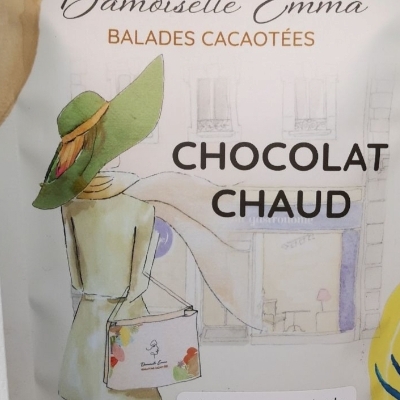 Damoiselle Emma
BALADES CACAOTÉES
CHOCOLAT
CHAUD